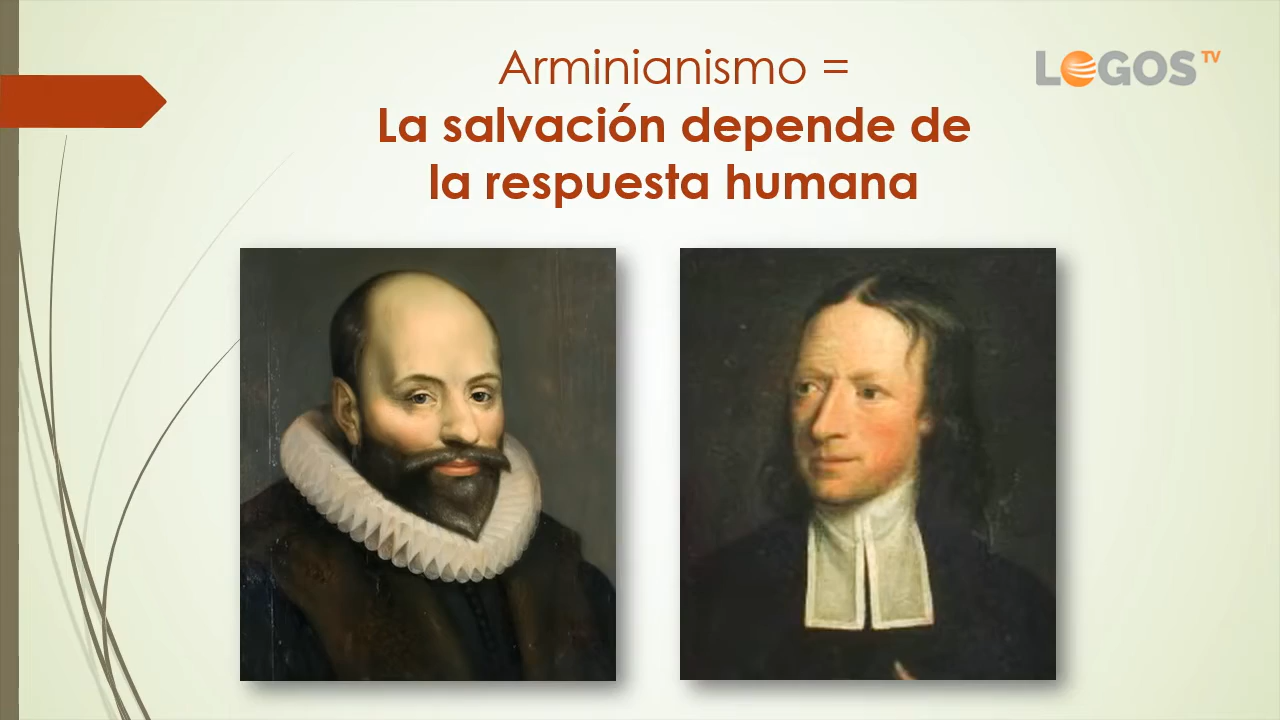 Arminianismo =
La salvación depende de
la respuesta humana
LOGOS TV